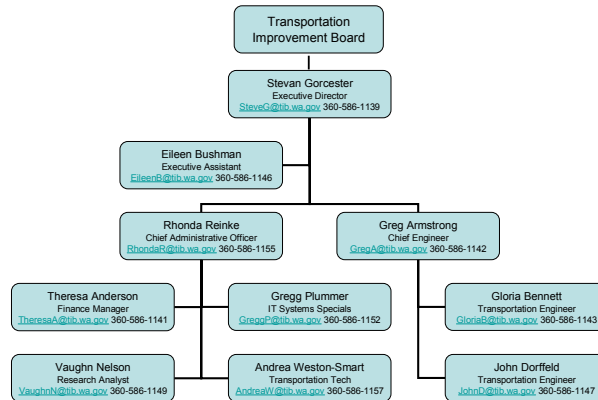 Transportation
Improvement Board
Stevan Gorcester
Executive Director
SteveG@tib.wa.gov 360-586-1139
Eileen Bushman
Executive Assistant
EileenB@tib.wa.gov 360-586-1146
Rhonda Reinke
Chief Administrative Officer
RhondaR@tib.wa.gov 360-586-1155
Greg Armstrong
Chief Engineer
GregA@tib.wa.gov 360-586-1142
Theresa Anderson
Finance Manager
TheresaA@tib.wa.gov 360-586-1141
Gregg Plummer
IT Systems Specials
GreggP@tib.wa.gov 360-586-1152
Gloria Bennett
Transportation Engineer
GloriaB@tib.wa.gov 360-586-1143
Vaughn Nelson
Research Analyst
VaughnN@tib.wa.gov 360-586-1149
Andrea Weston-Smart
Transportation Tech
AndreaW@tib.wa.gov 360-586-1157
John Dorffeld
Transportation Engineer
JohnD@tib.wa.gov 360-586-1147